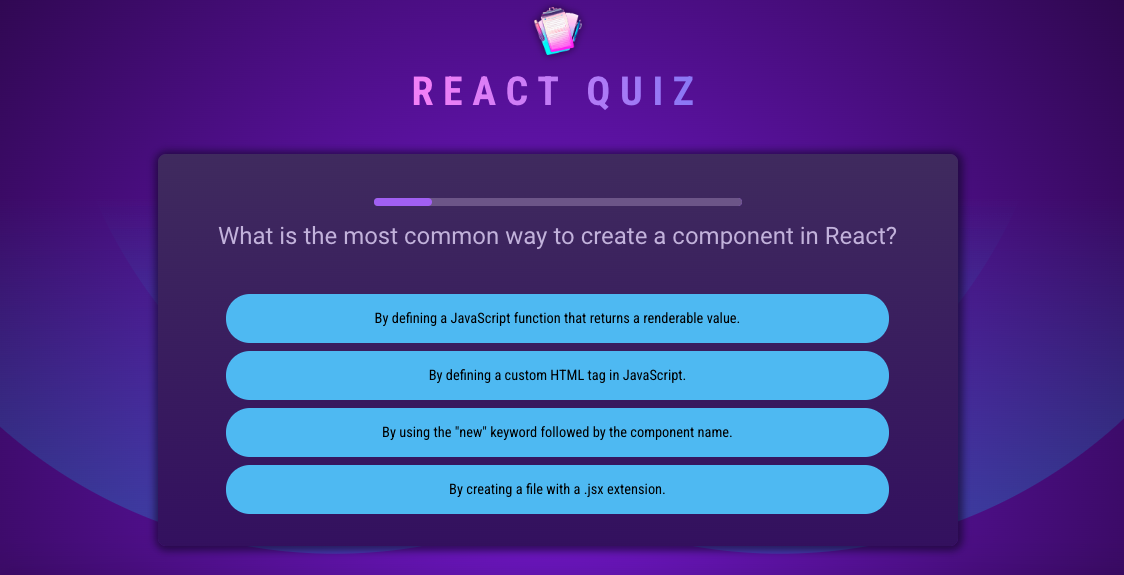 REACT QUIZ
What is the most common way to create a component in React?
By defining a JavaScript function that returns a renderable value.
By defining a custom HTML tag in JavaScript.
By using the "new" keyword followed by the component name.
By creating a file with a .jsx extension.